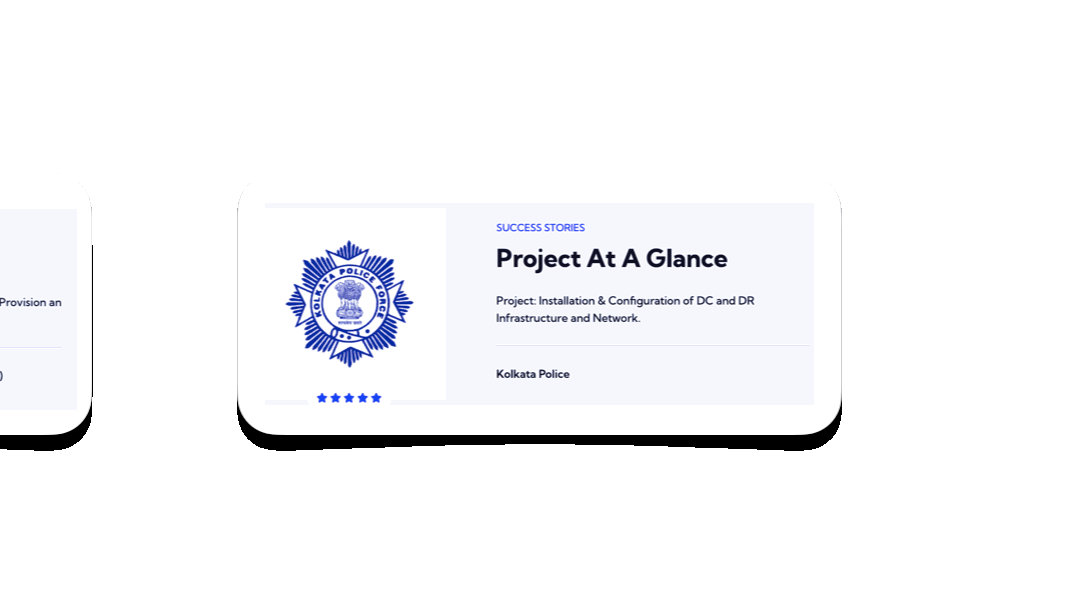 Provision an
)
SUCCESS STORIES
Project At A Glance
Project: Installation & Configuration of DC and DR
Infrastructure and Network.
Kolkata Police
KOLKATA POLICE FORCE